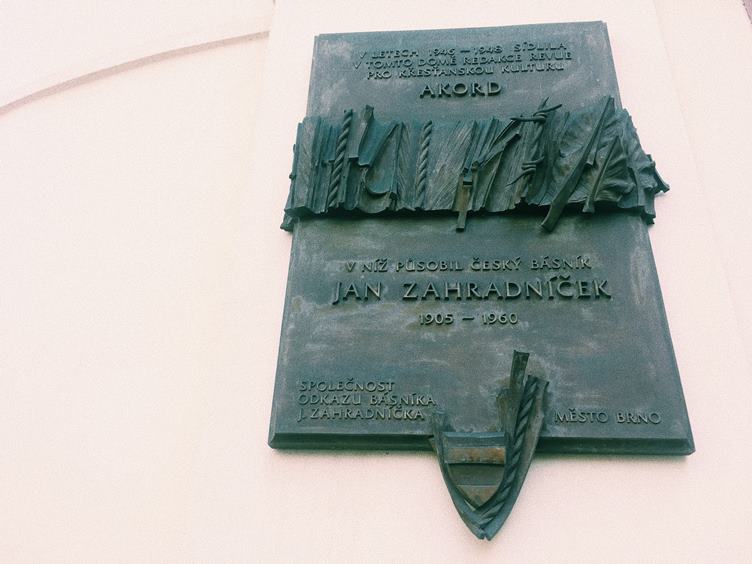 V LETECH 1946 – 1948 SÍDLILA
V TOMTO DOMĚ REDAKCE REVUE
PRO KŘESŤANSKOU KULTURU
AKORD
V NÍŽ PŮSOBIL ČESKÝ BÁSNÍK
JAN ZAHRADNÍČEK
1905 – 1960
SPOLEČNOST
ODKAZU BÁSNÍKA
J. ZAHRADNÍČKA
MĚSTO BRNO